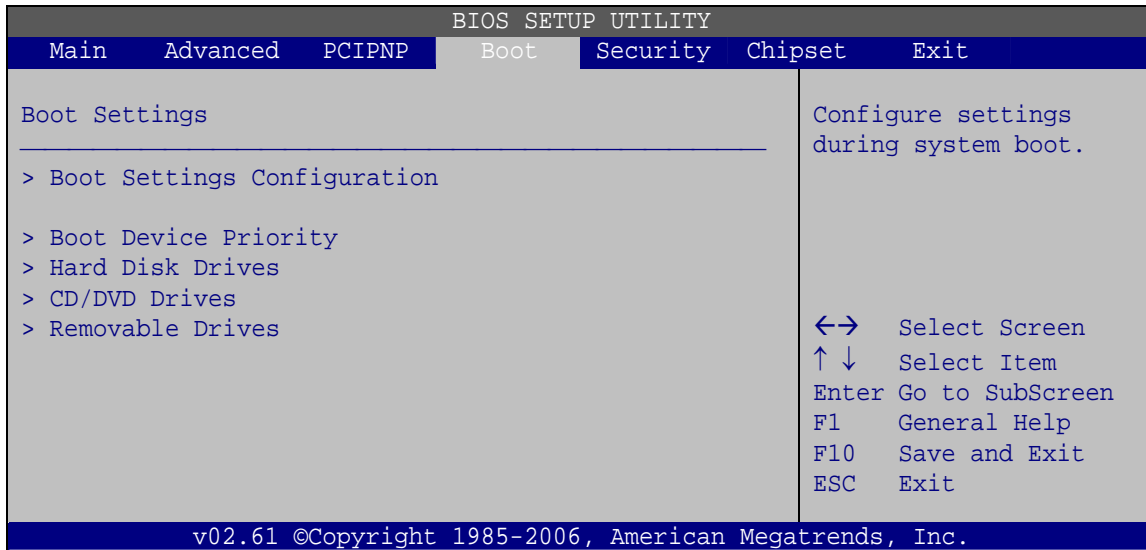 BIOS SETUP UTILITY
Main Advanced PCIPNP Boot Security Chipset Exit
Boot Settings
> Boot Settings Configuration
> Boot Device Priority
> Hard Disk Drives
> CD/DVD Drives
> Removable Drives
Configure settings
during system boot.
←→ Select Screen
↑ ↓ Select Item
Enter Go to SubScreen
F1 General Help
F10 Save and Exit
ESC Exit
v02.61 ©Copyright 1985-2006, American Megatrends, Inc.